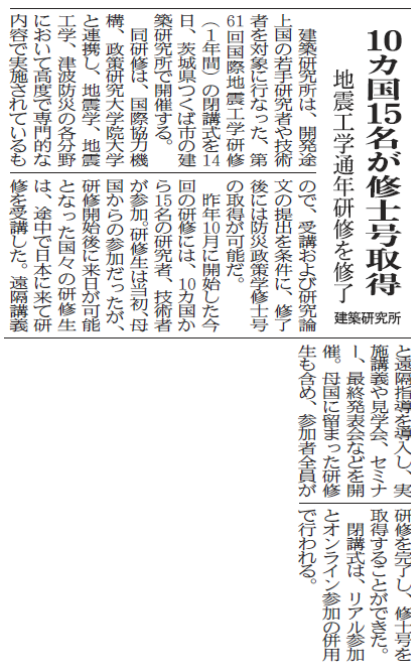 10カ国15名が修士号取得
地震工学通年研修を修了
建築研究所
　建築研究所は、開発途
上国の若手研究者や技術
者を対象に行なった、第
61回国際地震工学研修
（１年間）の閉講式を14
日、茨城県つくば市の建
築研究所で開催する。
　同研修は、国際協力機
構、政策研究大学院大学
と連携し、地震学、地震
工学、津波防災の各分野
において高度で専門的な
内容で実施されているも
ので、受講および研究論
文の提出を条件に、修了
後には防災政策学修士号
の取得が可能だ。
　昨年10月に開始した今
回の研修には、10カ国か
ら15名の研究者、技術者
が参加。研修生は当初、母
国からの参加だったが、
研修開始後に来日が可能
となった国々の研修生
は、途中で日本に来て研
修を受講した。遠隔講義
と遠隔指導を導入し、実
施講義や見学会、セミナ
ー、最終発表会などを開
催。母国に留まった研修
生も含め、参加者全員が
研修を完了し、修士号を
取得することができた。
　閉講式は、リアル参加
とオンライン参加の併用
で行われる。